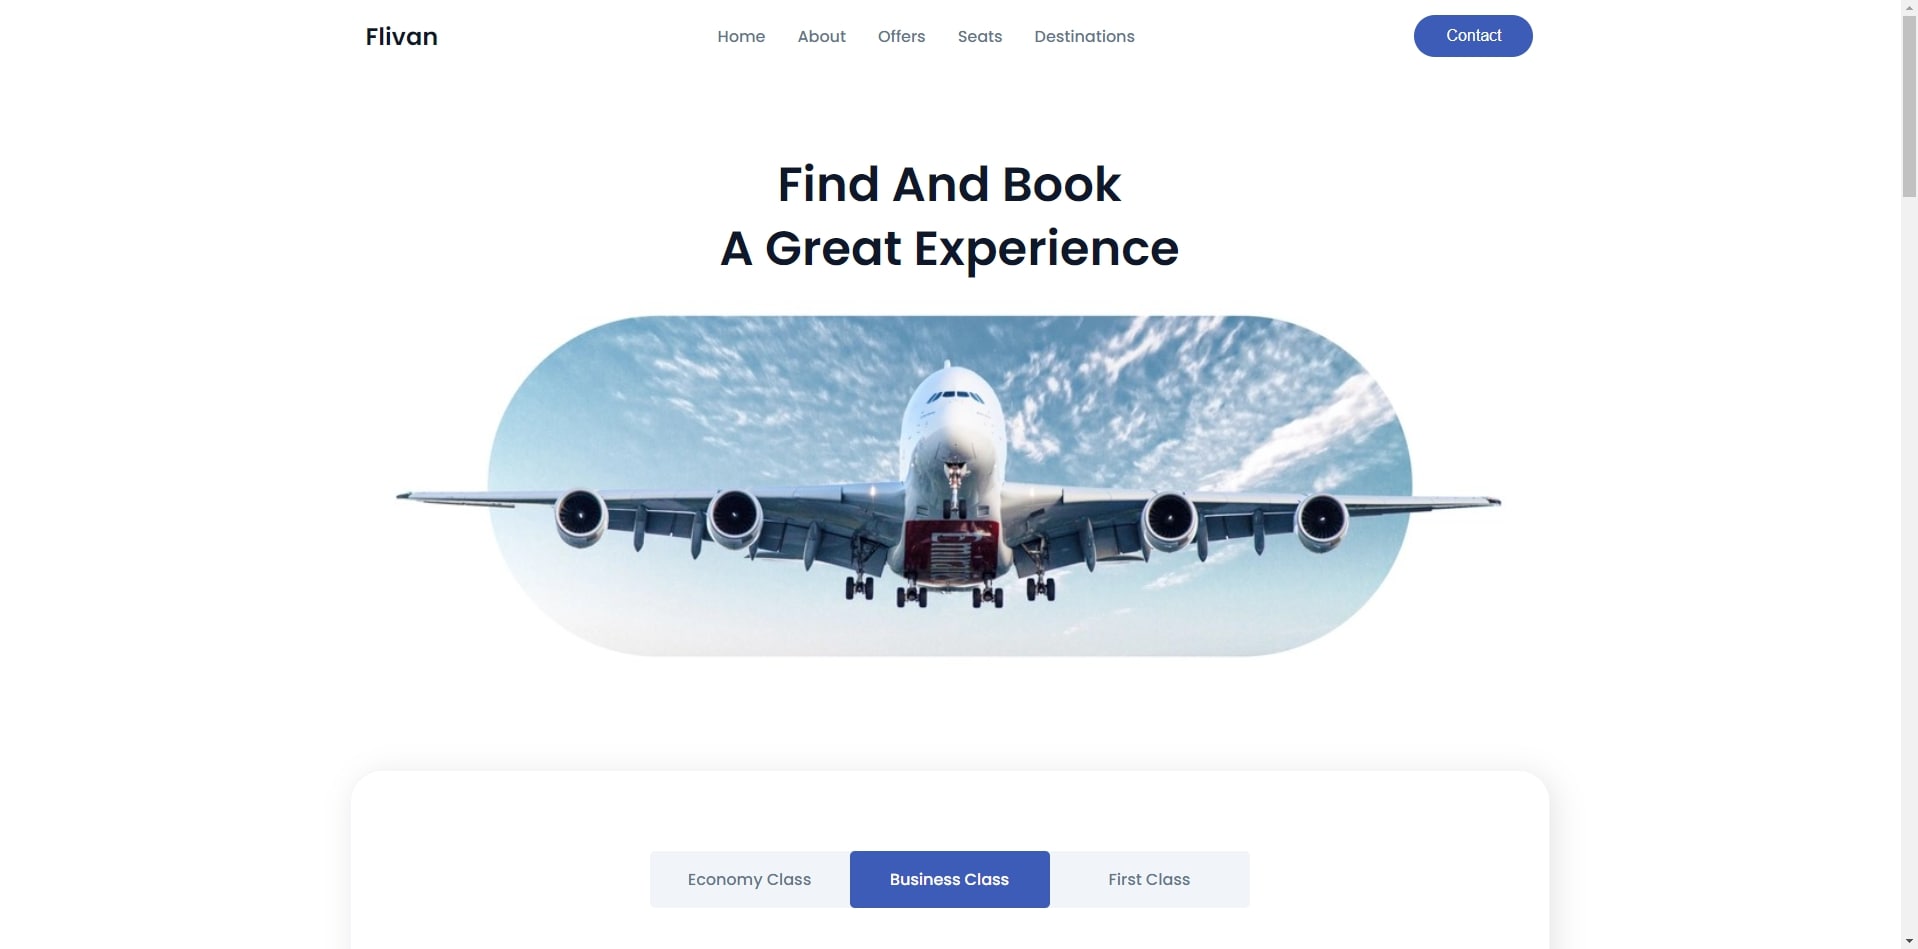 Flivan
Home About Offers Seats Destinations
Contact
Find And Book
A Great Experience
Economy Class Business Class First Class